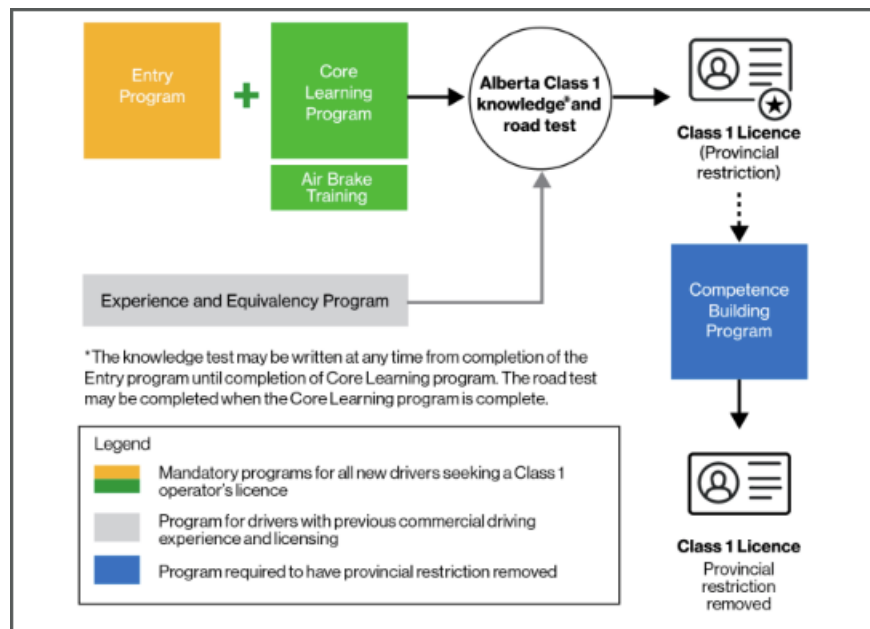 Entry
Program
Core
Learning
Program
Air Brake
Training
Alberta Class 1
knowledge* and
road test
Class 1 Licence
(Provincial
restriction)
Experience and Equivalency Program
Competence
Building
Program
*The knowledge test may be written at any time from completion of the
Entry program until completion of Core Learning program. The road test
may be completed when the Core Learning program is complete.
Legend
Mandatory programs for all new drivers seeking a Class 1
operator's licence
Program for drivers with previous commercial driving
experience and licensing
Program required to have provincial restriction removed
Class 1 Licence
Provincial
restriction
removed